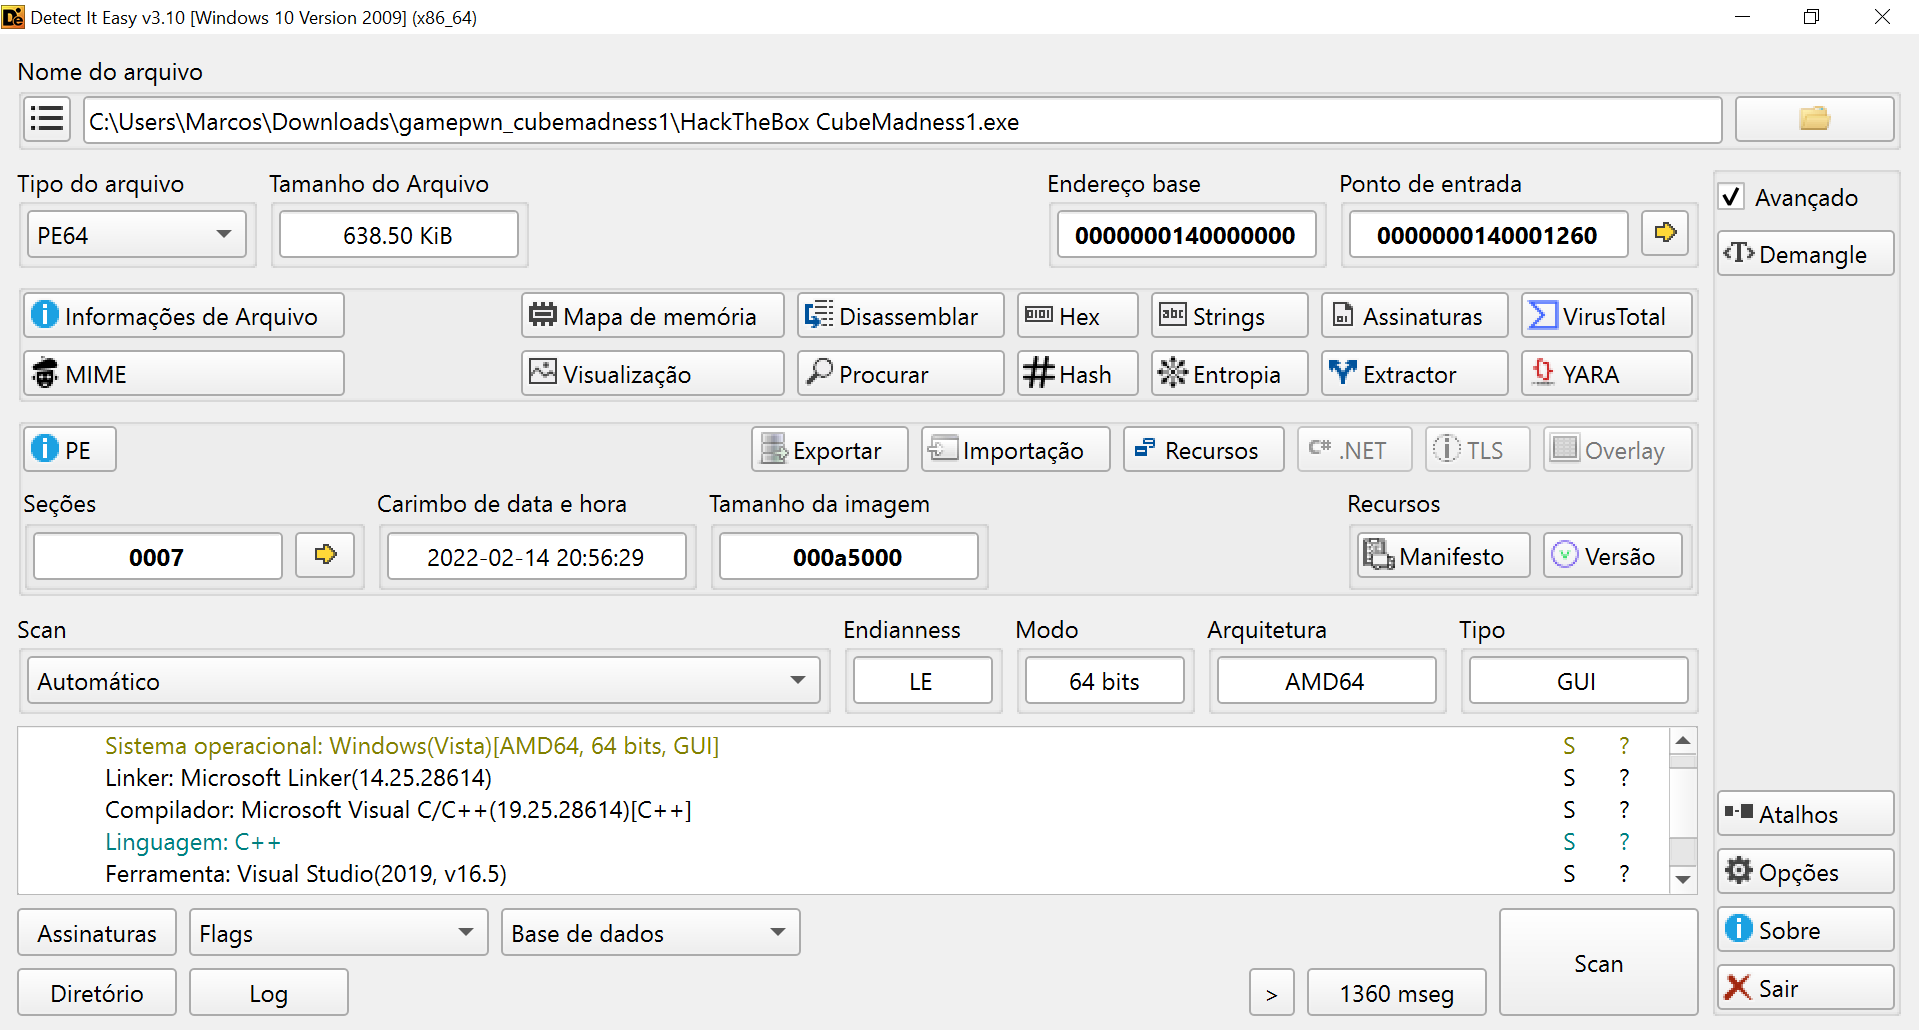 Detect It Easy v3.10 [Windows 10 Version 2009] (x86_64)
Nome do arquivo
C:\Users\Marcos\Downloads\gamepwn_cubemadness1\HackTheBox CubeMadness1.exe
Tipo do arquivo Tamanho do Arquivo Endereço base Ponto de entrada
PE64 638.50 KiB 0000000140000000 0000000140001260
Avançado
Demangle
Informações de Arquivo Mapa de memória Disassemblar Hex Strings Assinaturas VirusTotal
MIME Visualização Procurar Hash Entropia Extractor YARA
PE Exportar Importação Recursos C# .NET TLS Overlay
Seções Carimbo de data e hora Tamanho da imagem Recursos
0007 2022-02-14 20:56:29 000a5000 Manifesto Versão
Scan Endianness Modo Arquitetura Tipo
Automático LE 64 bits AMD64 GUI
Sistema operacional: Windows(Vista)[AMD64, 64 bits, GUI] S ?
Linker: Microsoft Linker(14.25.28614) S ?
Compilador: Microsoft Visual C/C++(19.25.28614)[C++] S ?
Linguagem: C++ S ?
Ferramenta: Visual Studio(2019, v16.5) S ?
Atalhos
Opções
Sobre
Sair
Assinaturas Flags Base de dados Scan
Diretório Log > 1360 mseg